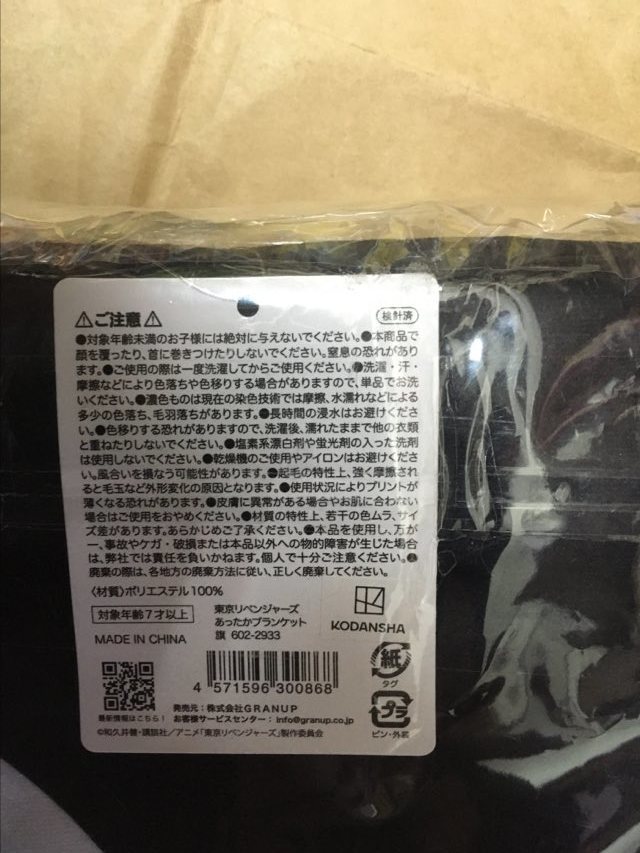 ⚠ご注意⚠
検針済
●対象年齢未満のお子様には絶対に与えないでください。●本商品で
顔を覆ったり、首に巻きつけたりしないでください。窒息の恐れがあり
ます。●ご使用の際は一度洗濯してからご使用ください。●洗濯・汗・
摩擦などにより色落ちや色移りする場合がありますので、単品でお洗
いください。●濃色ものは現在の染色技術では摩擦、水濡れなどによる
多少の色落ち、毛羽落ちがあります。●長時間の浸水はお避けくださ
い。●色移りする恐れがありますので、洗濯後、濡れたままで他の衣類
と重ねたりしないでください。●塩素系漂白剤や蛍光剤の入った洗剤
は使用しないでください。●乾燥機のご使用やアイロンはお避けくださ
い。風合いを損なう可能性があります。●起毛の特性上、強く摩擦され
ると毛玉など外形変化の原因となります。●使用状況によりプリントが
薄くなる恐れがあります。●皮膚に異常がある場合やお肌に合わない
場合はご使用をおやめください。●材質の特性上、若干の色ムラ、サイ
ズ差があります。あらかじめご了承ください。●本品を使用し、万が
一、事故やケガ・破損または本品以外への物的障害が生じた場合
は、弊社では責任を負いかねます。個人で十分ご注意ください。●
廃棄の際は、各地方の廃棄方法に従い、正しく廃棄してください。
〈材質〉ポリエステル100%
対象年齢7才以上
MADE IN CHINA
東京リベンジャーズ
あったかブランケット
旗 602-2933
KODANSHA
紙
タグ
4 571596 300868
プラ
ピン・外装
最新情報はこちら!
発売元:株式会社GRANUP
お客様サービスセンター:info@granup.co.jp
©和久井健・講談社/アニメ「東京リベンジャーズ」製作委員会